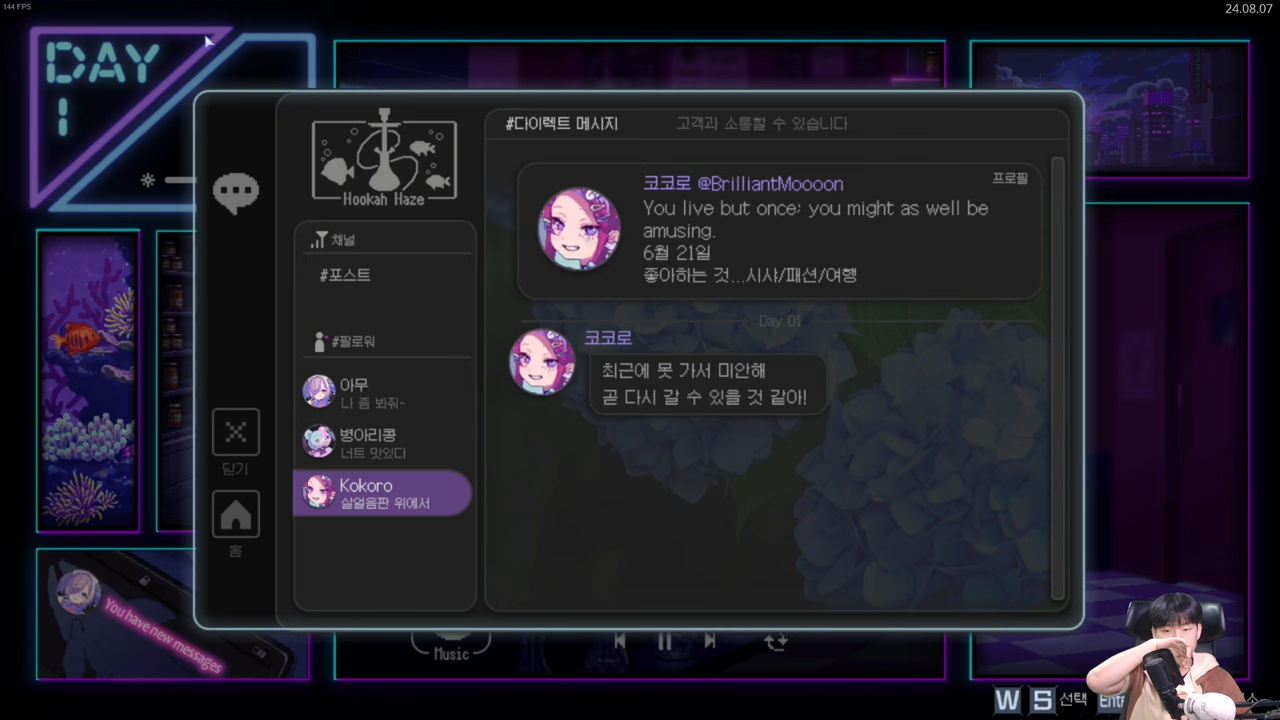 144 FPS
24.08.07
DAY
1
Hookah Haze
#다이렉트 메시지
고객과 소통할 수 있습니다
코코로 @BrilliantMoooon
프로필
You live but once; you might as well be
amusing.
6월 21일
좋아하는 것...시샤/패션/여행
채널
#포스트
#팔로워
아무
나 좀 봐줘~
병아리콩
너트 맛있다
Kokoro
살얼음판 위에서
Day 01
코코로
최근에 못 가서 미안해
곧 다시 갈 수 있을 것 같아!
닫기
홈
You have new messages
Music
W S 선택